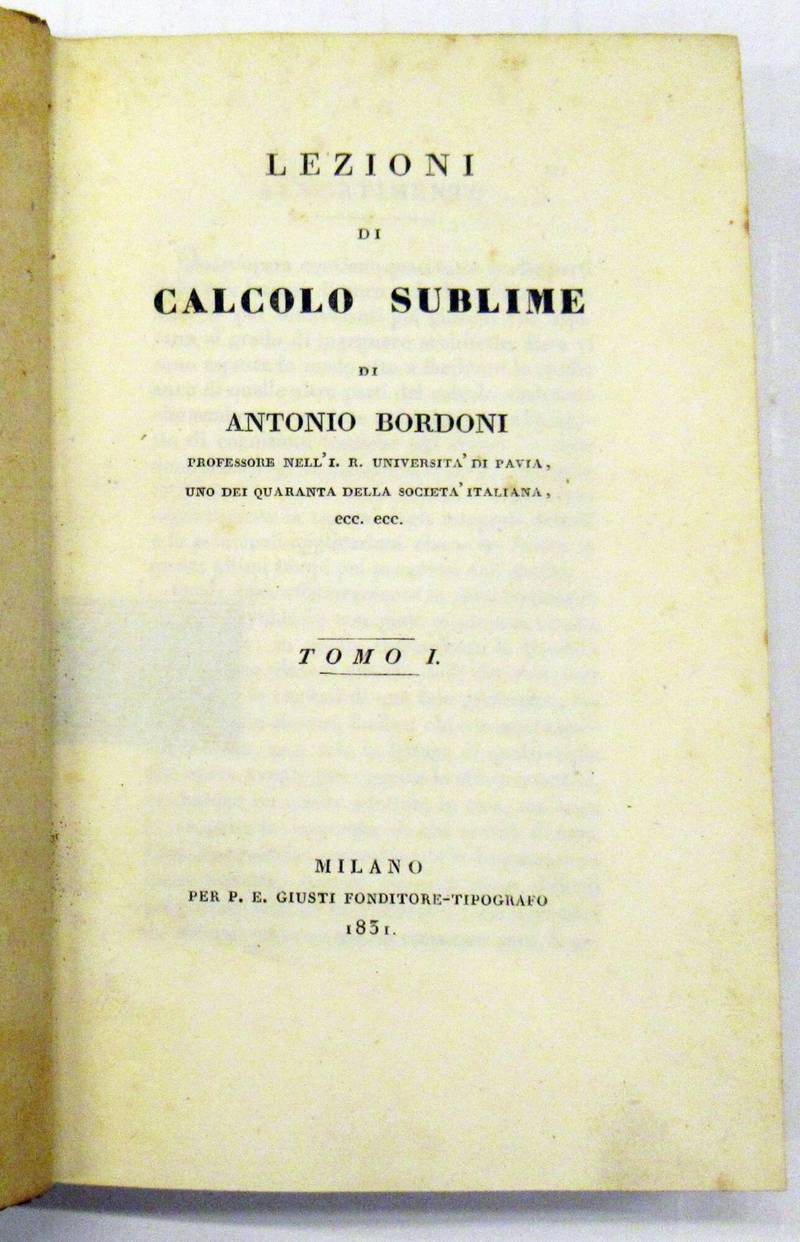 LEZIONI
DI
CALCOLO SUBLIME
DI
ANTONIO BORDONI
PROFESSORE NELL'I. R. UNIVERSITA' DI PAVIA,
UNO DEI QUARANTA DELLA SOCIETA' ITALIANA,
ecc. ecc.
TOMO I.
MILANO
PER P. E. GIUSTI FONDITORE-TIPOGRAFO
1831.